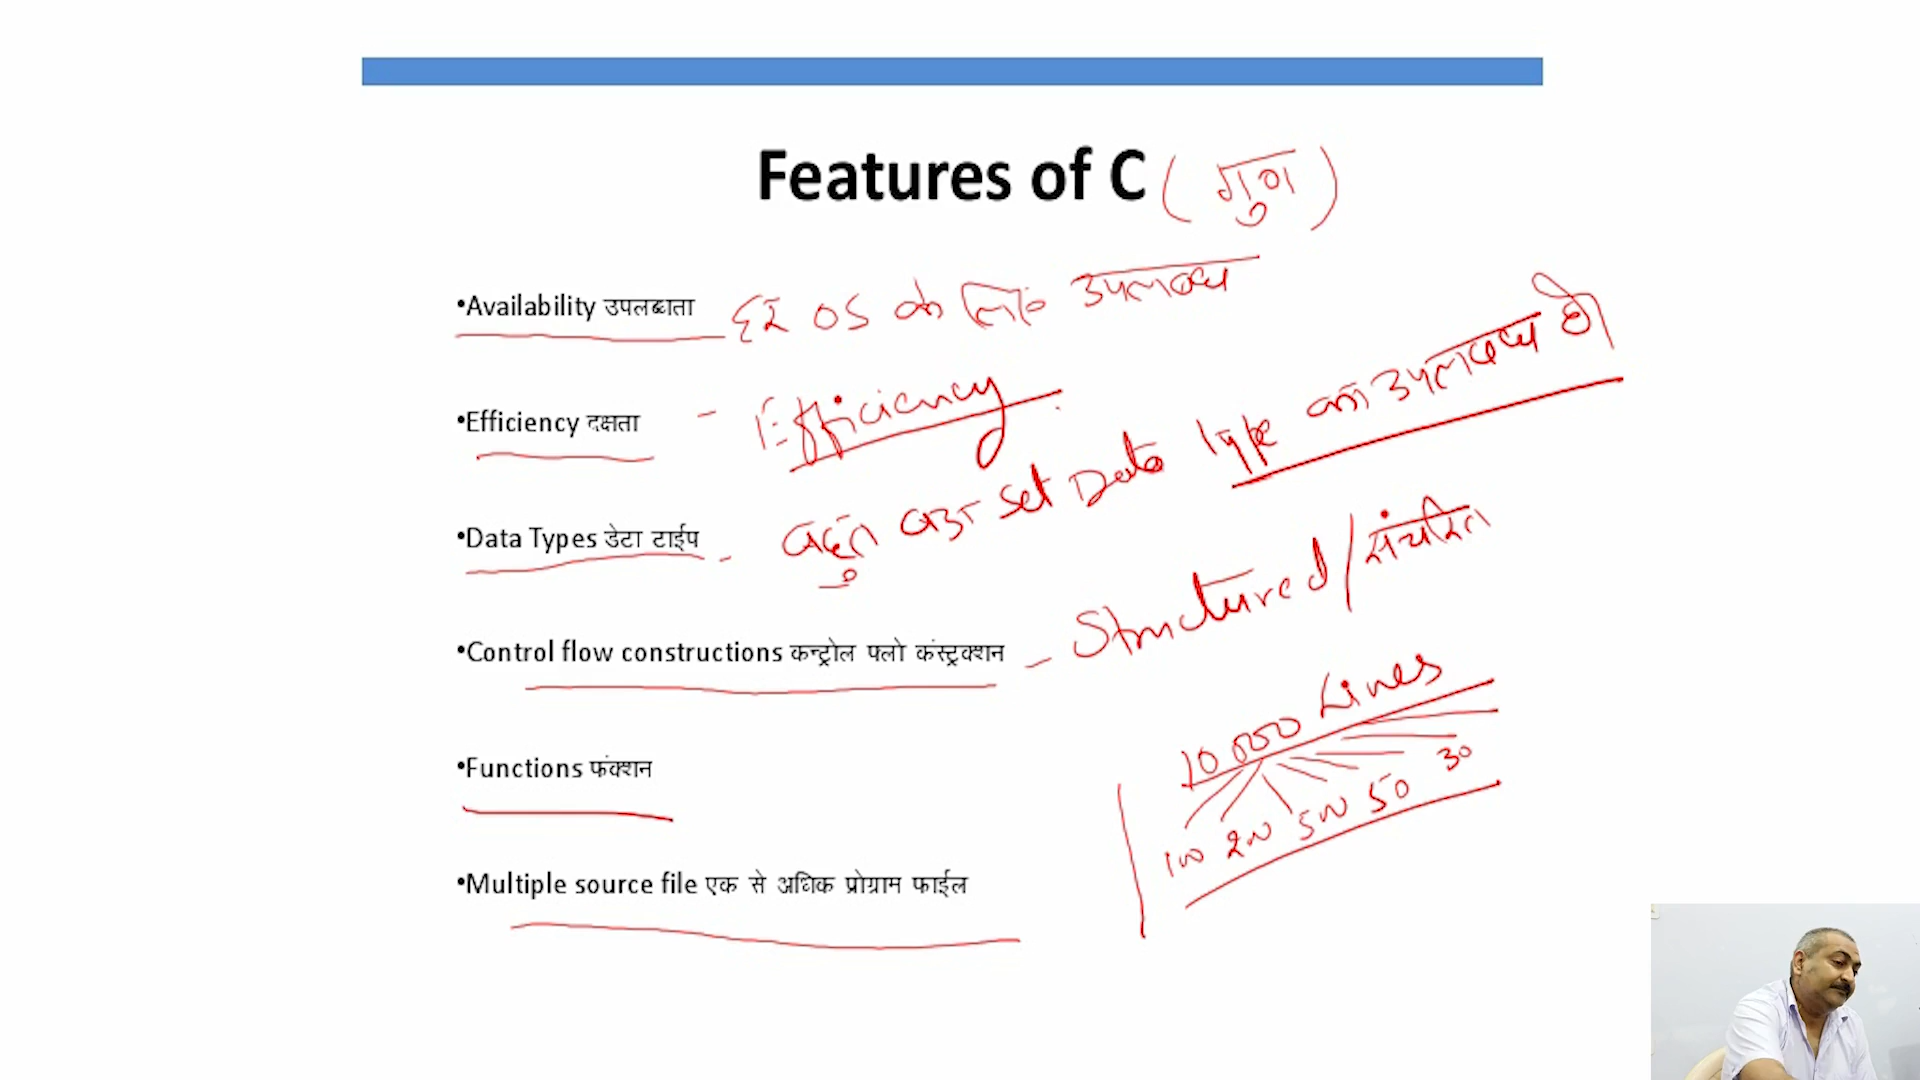 Features of C ( गुण )
•Availability उपलब्धता हर OS के लिए उपलब्ध
•Efficiency दक्षता - Efficiency
•Data Types डेटा टाईप - बहुत बड़ा set Data Type का उपलब्ध है।
•Control flow constructions कन्ट्रोल फ्लो कंस्ट्रक्शन - Structured / संरचित
10000 Lines
•Functions फंक्शन
100 200 500 50 30
•Multiple source file एक से अधिक प्रोग्राम फाईल